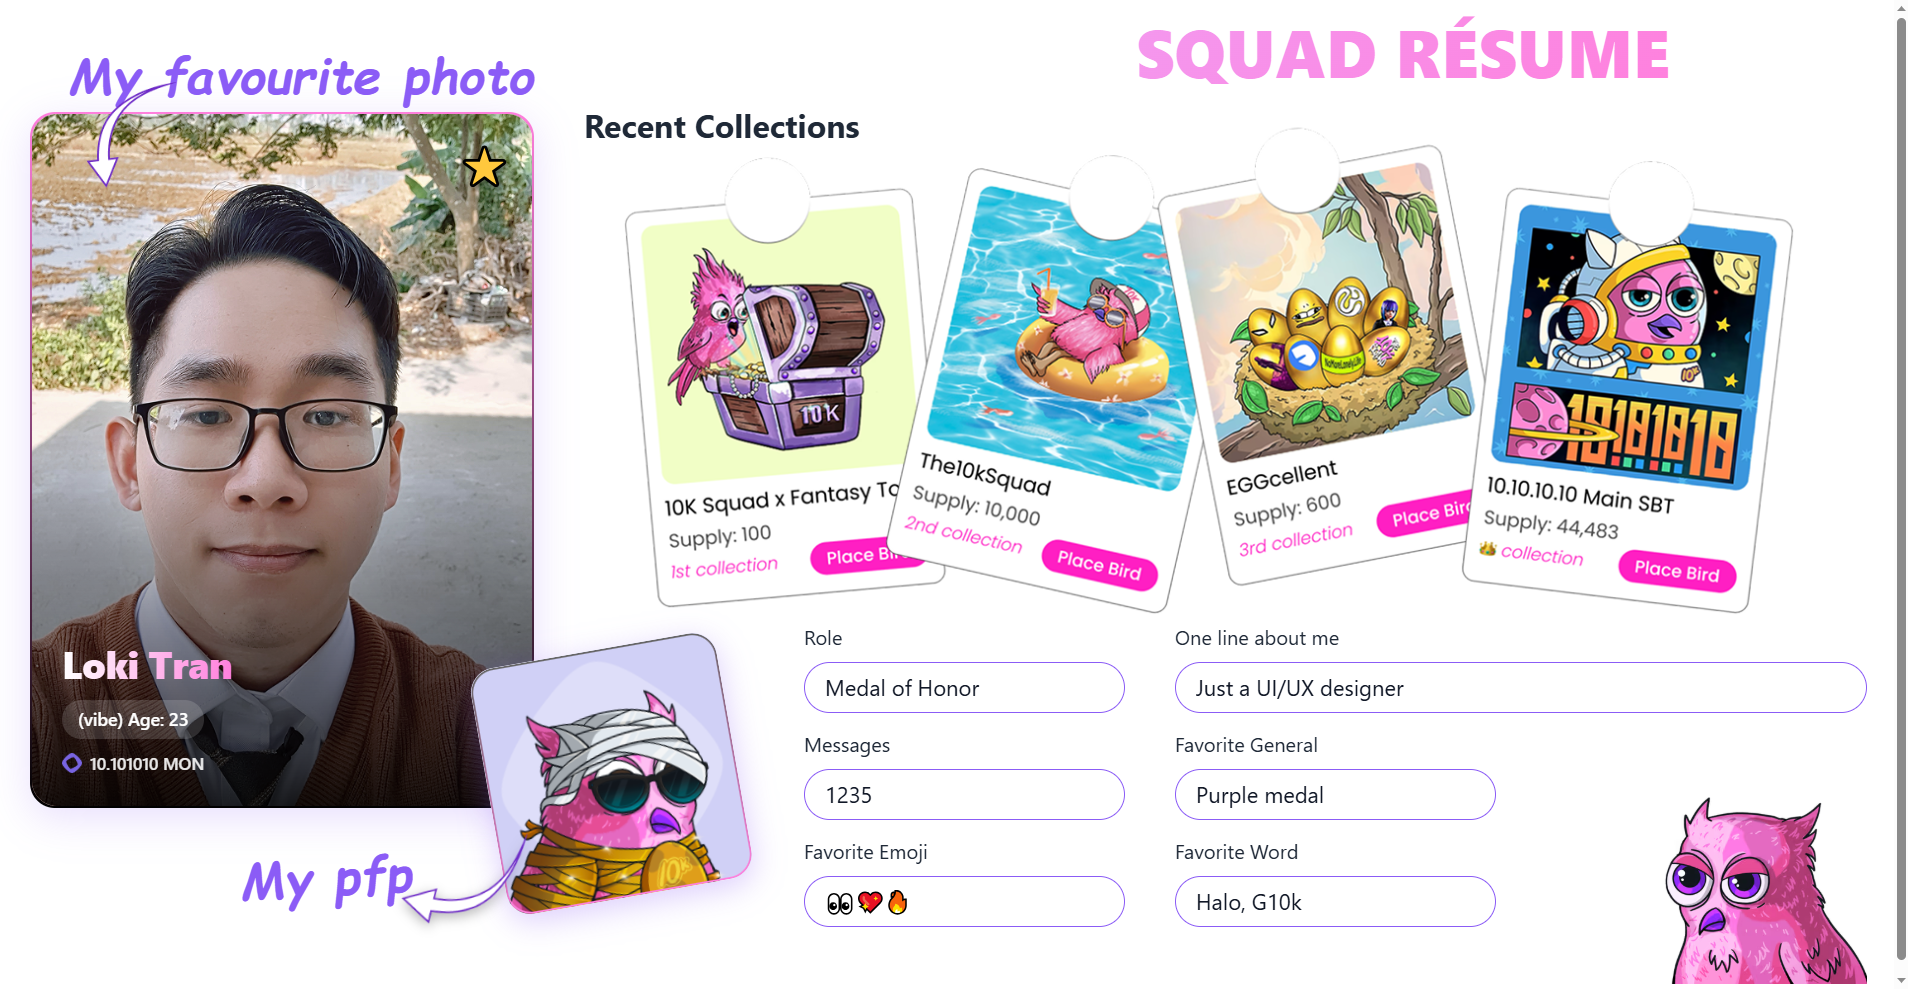 SQUAD RÉSUME
My favourite photo
Loki Tran
(vibe) Age: 23
10.101010 MON
My pfp
Recent Collections
10K
10K Squad x Fantasy To
Supply: 100
1st collection
Place Bi
The10kSquad
Supply: 10,000
2nd collection
Place Bird
EGGcellent
Supply: 600
3rd collection
Place Bird
10K
10101010
10.10.10.10 Main SBT
Supply: 44,483
👑 collection
Place Bird
Role
Medal of Honor
One line about me
Just a UI/UX designer
Messages
1235
Favorite General
Purple medal
Favorite Emoji
👀💖🔥
Favorite Word
Halo, G10k